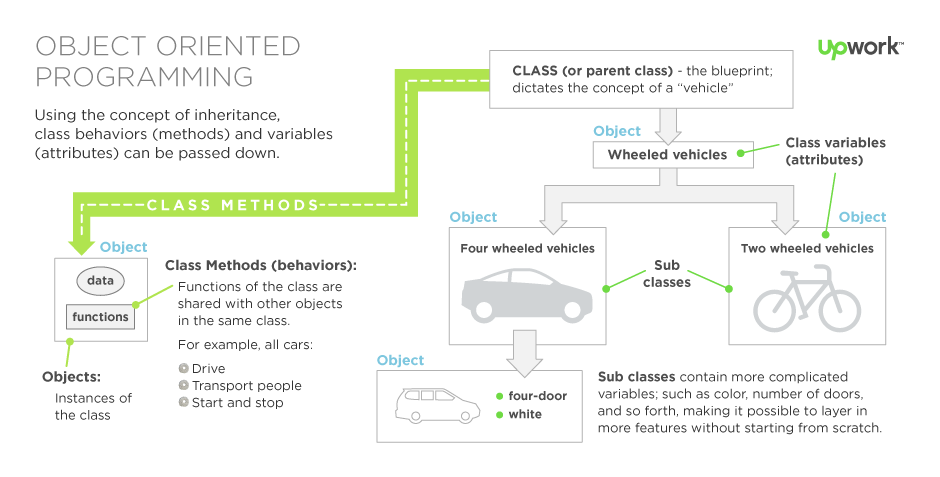 OBJECT ORIENTED
PROGRAMMING
Using the concept of inheritance,
class behaviors (methods) and variables
(attributes) can be passed down.
upwork™
CLASS (or parent class) - the blueprint;
dictates the concept of a “vehicle”
Object
Wheeled vehicles
Class variables
(attributes)
CLASS METHODS
Object
data
functions
Objects:
Instances of
the class
Class Methods (behaviors):
Functions of the class are
shared with other objects
in the same class.
For example, all cars:
Drive
Transport people
Start and stop
Object
Four wheeled vehicles
Sub
classes
Object
Two wheeled vehicles
Object
four-door
white
Sub classes contain more complicated
variables; such as color, number of doors,
and so forth, making it possible to layer in
more features without starting from scratch.